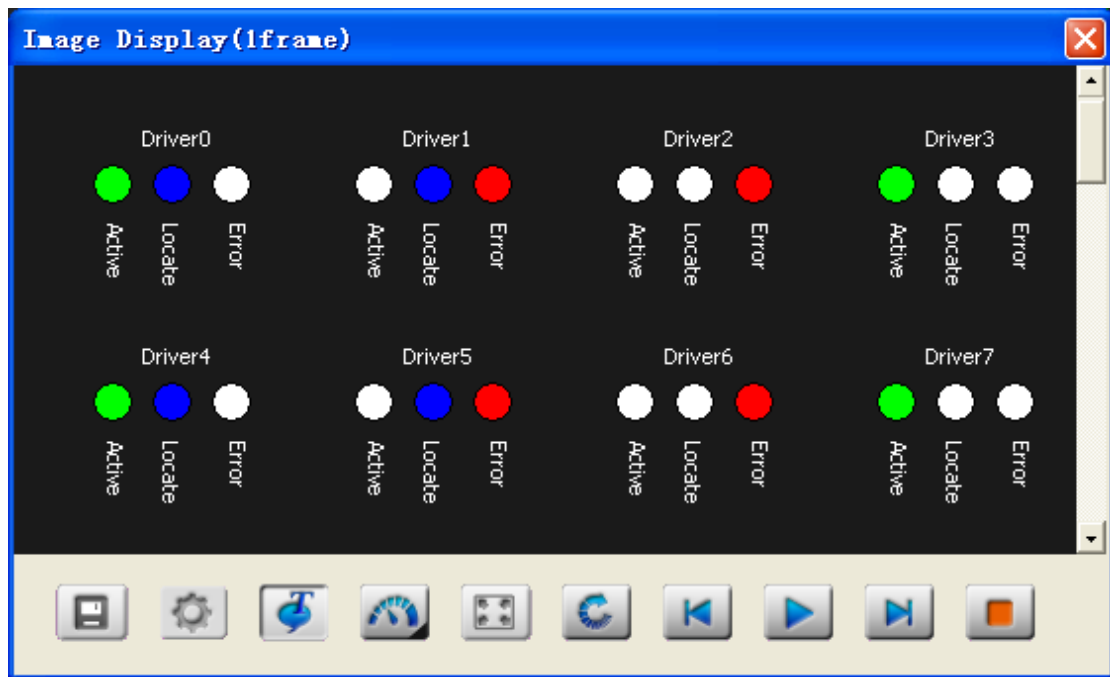 Image Display(1frame)
Driver0 Driver1 Driver2 Driver3
Active Locate Error Active Locate Error Active Locate Error Active Locate Error
Driver4 Driver5 Driver6 Driver7
Active Locate Error Active Locate Error Active Locate Error Active Locate Error
T